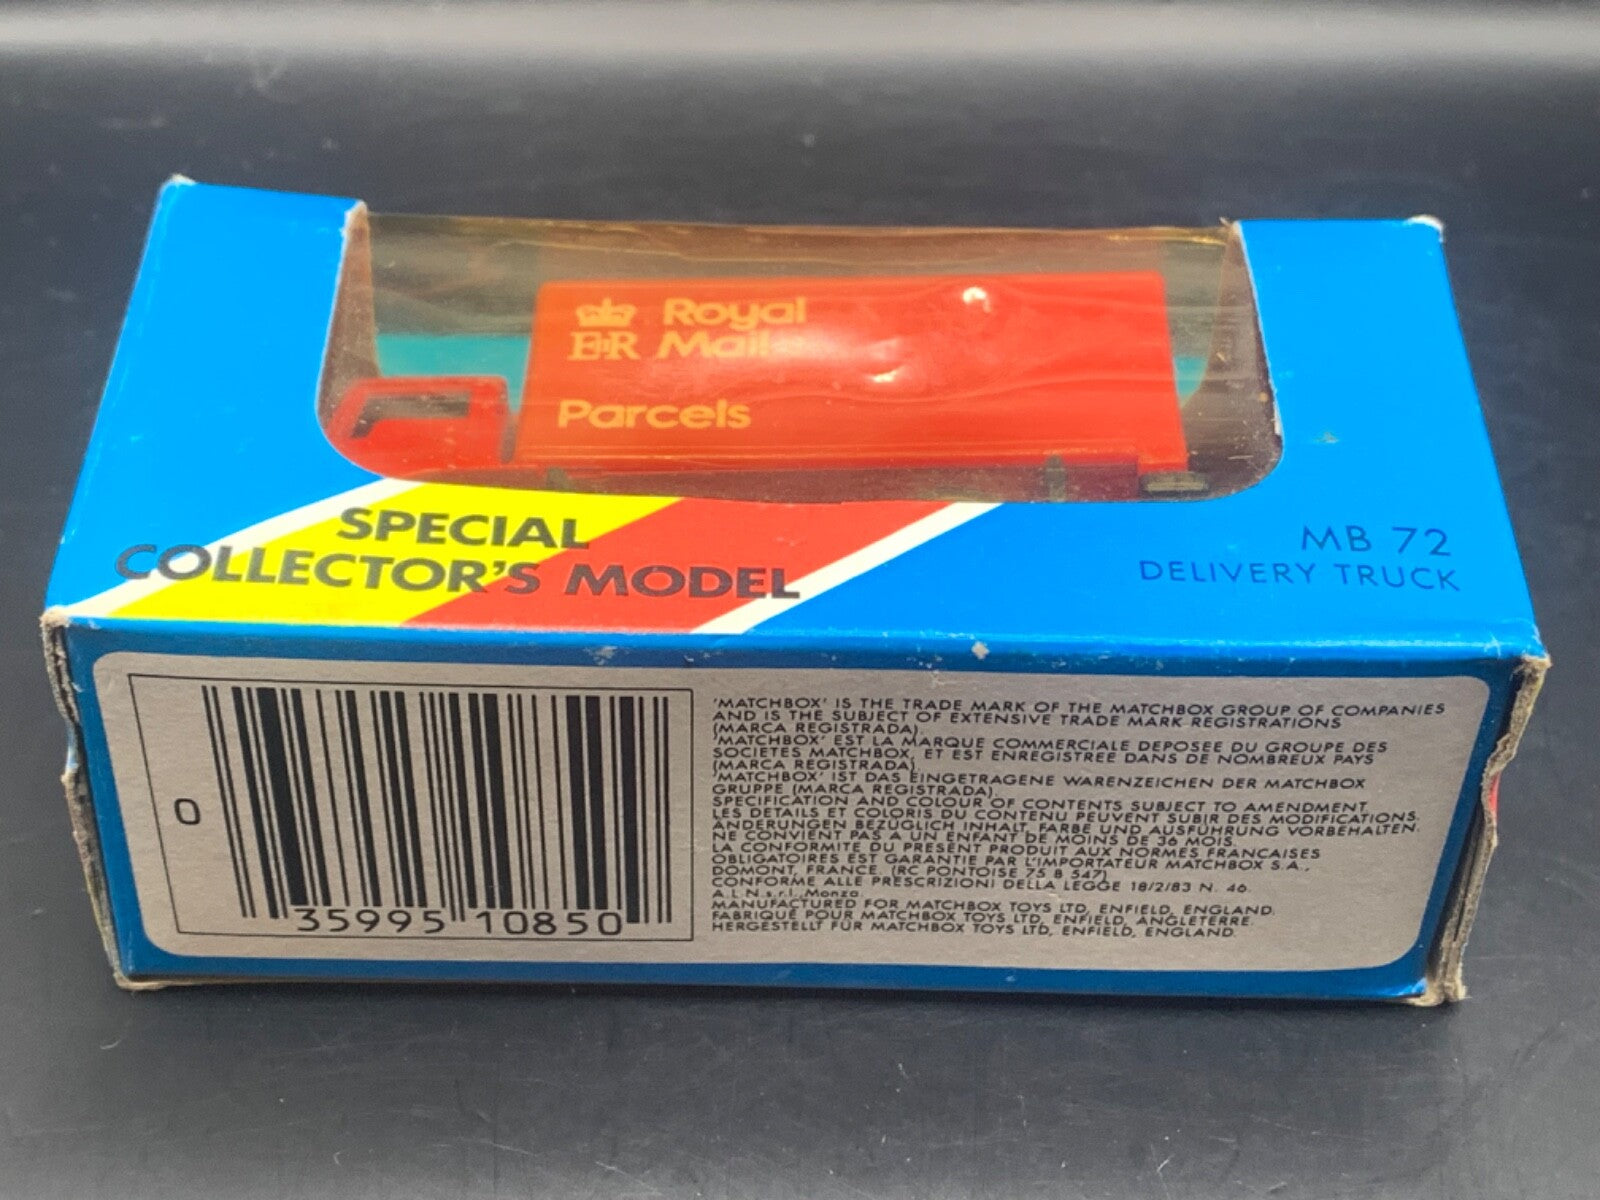 Royal
E II R Mail
Parcels
SPECIAL
COLLECTOR'S MODEL
MB 72
DELIVERY TRUCK
0
35995 10850
'MATCHBOX' IS THE TRADE MARK OF THE MATCHBOX GROUP OF COMPANIES
AND IS THE SUBJECT OF EXTENSIVE TRADE MARK REGISTRATIONS
(MARCA REGISTRADA).
'MATCHBOX' EST LA MARQUE COMMERCIALE DEPOSEE DU GROUPE DES
SOCIETES MATCHBOX, ET EST ENREGISTREE DANS DE NOMBREUX PAYS
(MARCA REGISTRADA).
'MATCHBOX' IST DAS EINGETRAGENE WARENZEICHEN DER MATCHBOX
GRUPPE (MARCA REGISTRADA).
SPECIFICATION AND COLOUR OF CONTENTS SUBJECT TO AMENDMENT.
LES DETAILS ET COLORIS DU CONTENU PEUVENT SUBIR DES MODIFICATIONS.
ÄNDERUNGEN BEZÜGLICH INHALT, FARBE UND AUSFÜHRUNG VORBEHALTEN.
NE CONVIENT PAS A UN ENFANT DE MOINS DE 36 MOIS.
LA CONFORMITE DU PRESENT PRODUIT AUX NORMES FRANCAISES
OBLIGATOIRES EST GARANTIE PAR L'IMPORTATEUR MATCHBOX S.A.,
DOMONT, FRANCE. (RC PONTOISE 75 B 547)
CONFORME ALLE PRESCRIZIONI DELLA LEGGE 18/2/83 N. 46.
A.L.N. s.r.l., Monza.
MANUFACTURED FOR MATCHBOX TOYS LTD, ENFIELD, ENGLAND.
FABRIQUÉ POUR MATCHBOX TOYS LTD, ENFIELD, ANGLETERRE.
HERGESTELLT FÜR MATCHBOX TOYS LTD, ENFIELD, ENGLAND.